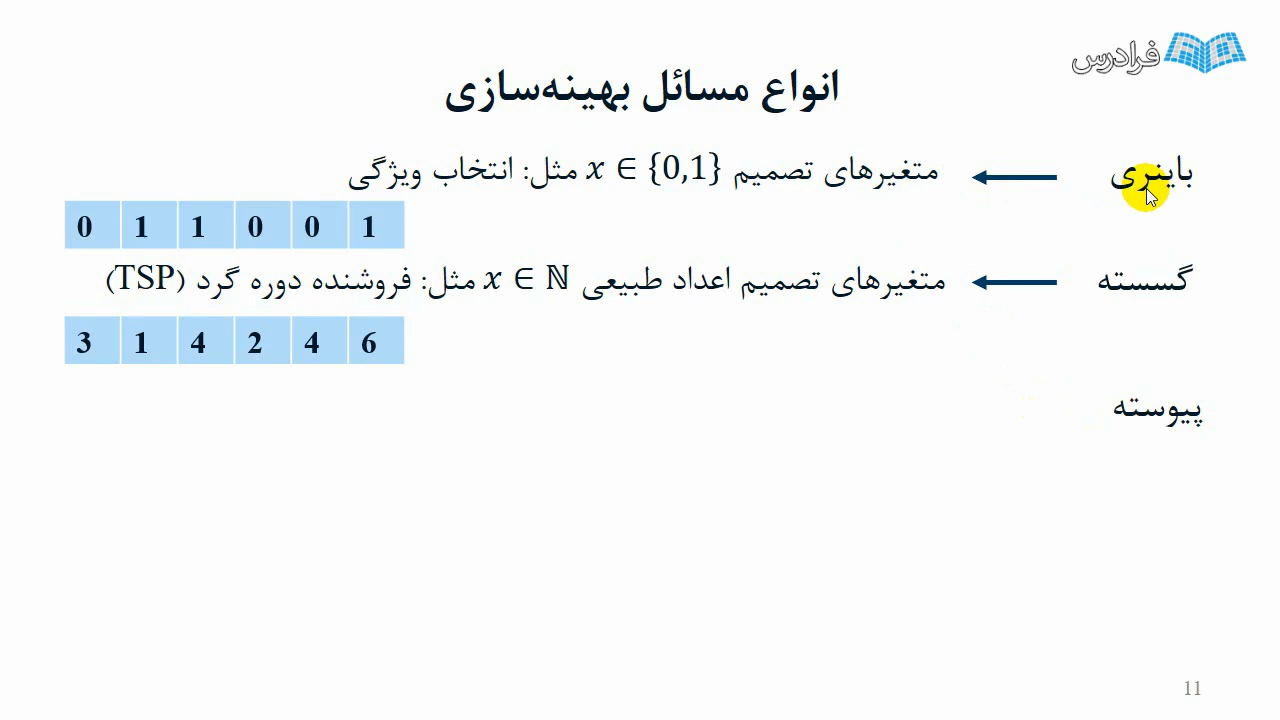 فرادرس
انواع مسائل بهینه‌سازی
باینری متغیرهای تصمیم x ∈ {0,1} مثل: انتخاب ویژگی
0 1 1 0 0 1
گسسته متغیرهای تصمیم اعداد طبیعی x ∈ ℕ مثل: فروشنده دوره گرد (TSP)
3 1 4 2 4 6
پیوسته
11